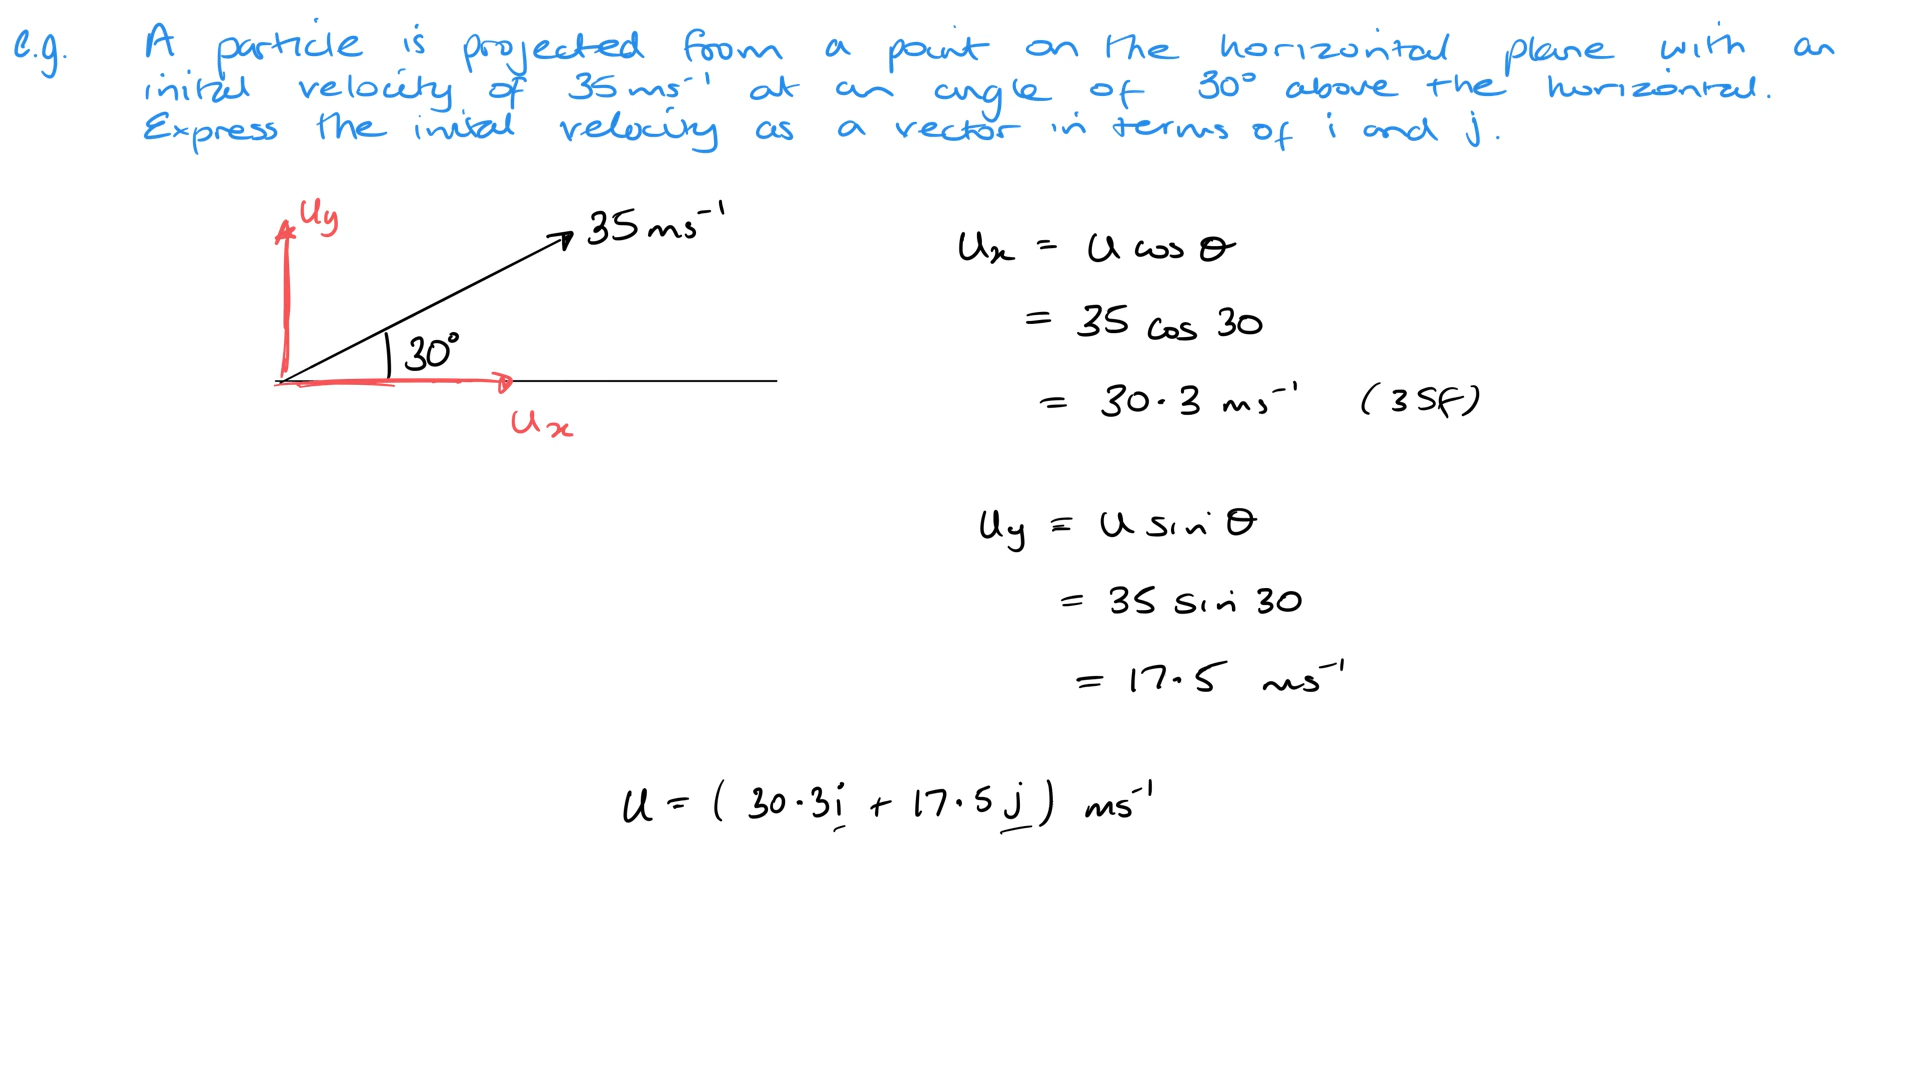 e.g. A particle is projected from a point on the horizontal plane with an
initial velocity of 35ms⁻¹ at an angle of 30° above the horizontal.
Express the initial velocity as a vector in terms of i and j.
Uy
35ms⁻¹
30°
Ux
Ux = U cos θ
= 35 cos 30
= 30.3 ms⁻¹ (3SF)
Uy = U sin θ
= 35 sin 30
= 17.5 ms⁻¹
U = (30.3i + 17.5j) ms⁻¹